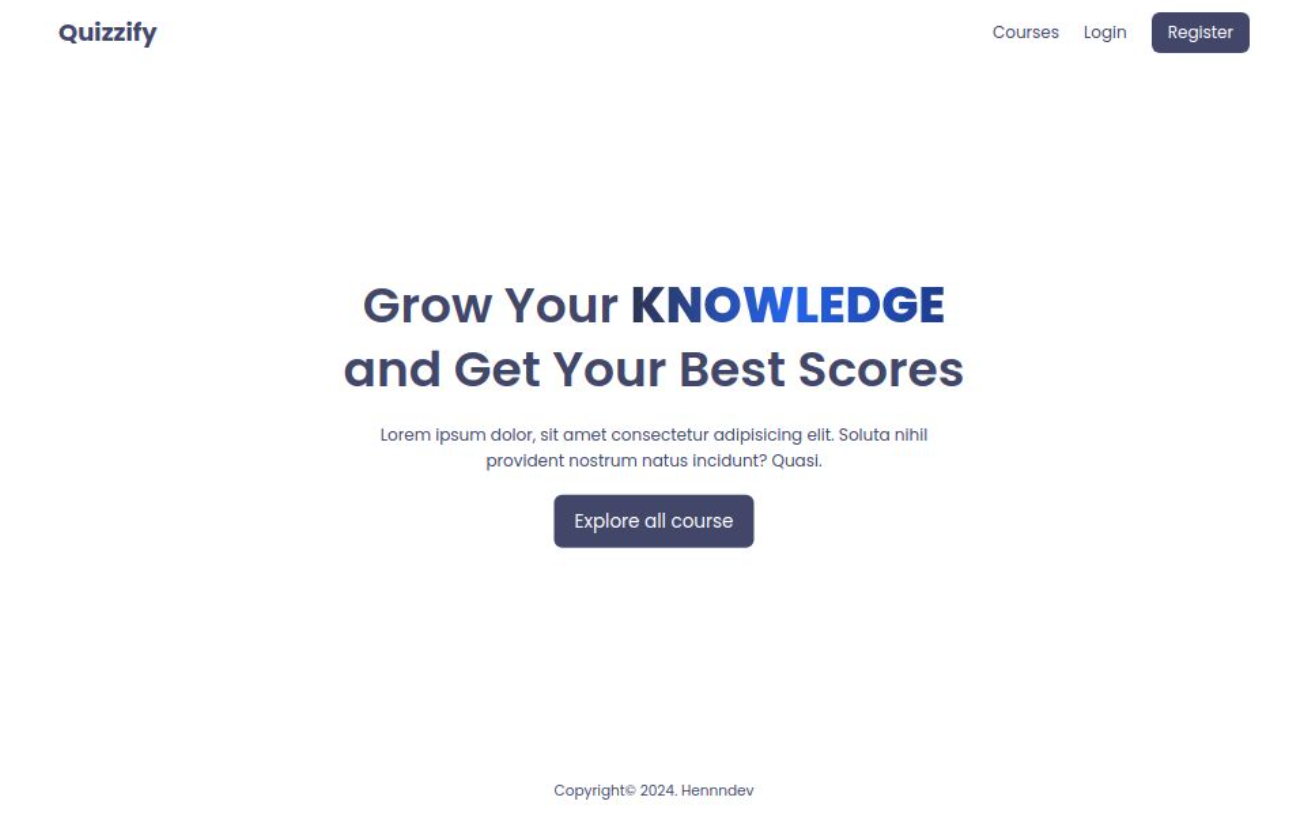 Quizzify
Courses
Login
Register
Grow Your KNOWLEDGE
and Get Your Best Scores
Lorem ipsum dolor, sit amet consectetur adipisicing elit. Soluta nihil
provident nostrum natus incidunt? Quasi.
Explore all course
Copyright© 2024. Hennndev